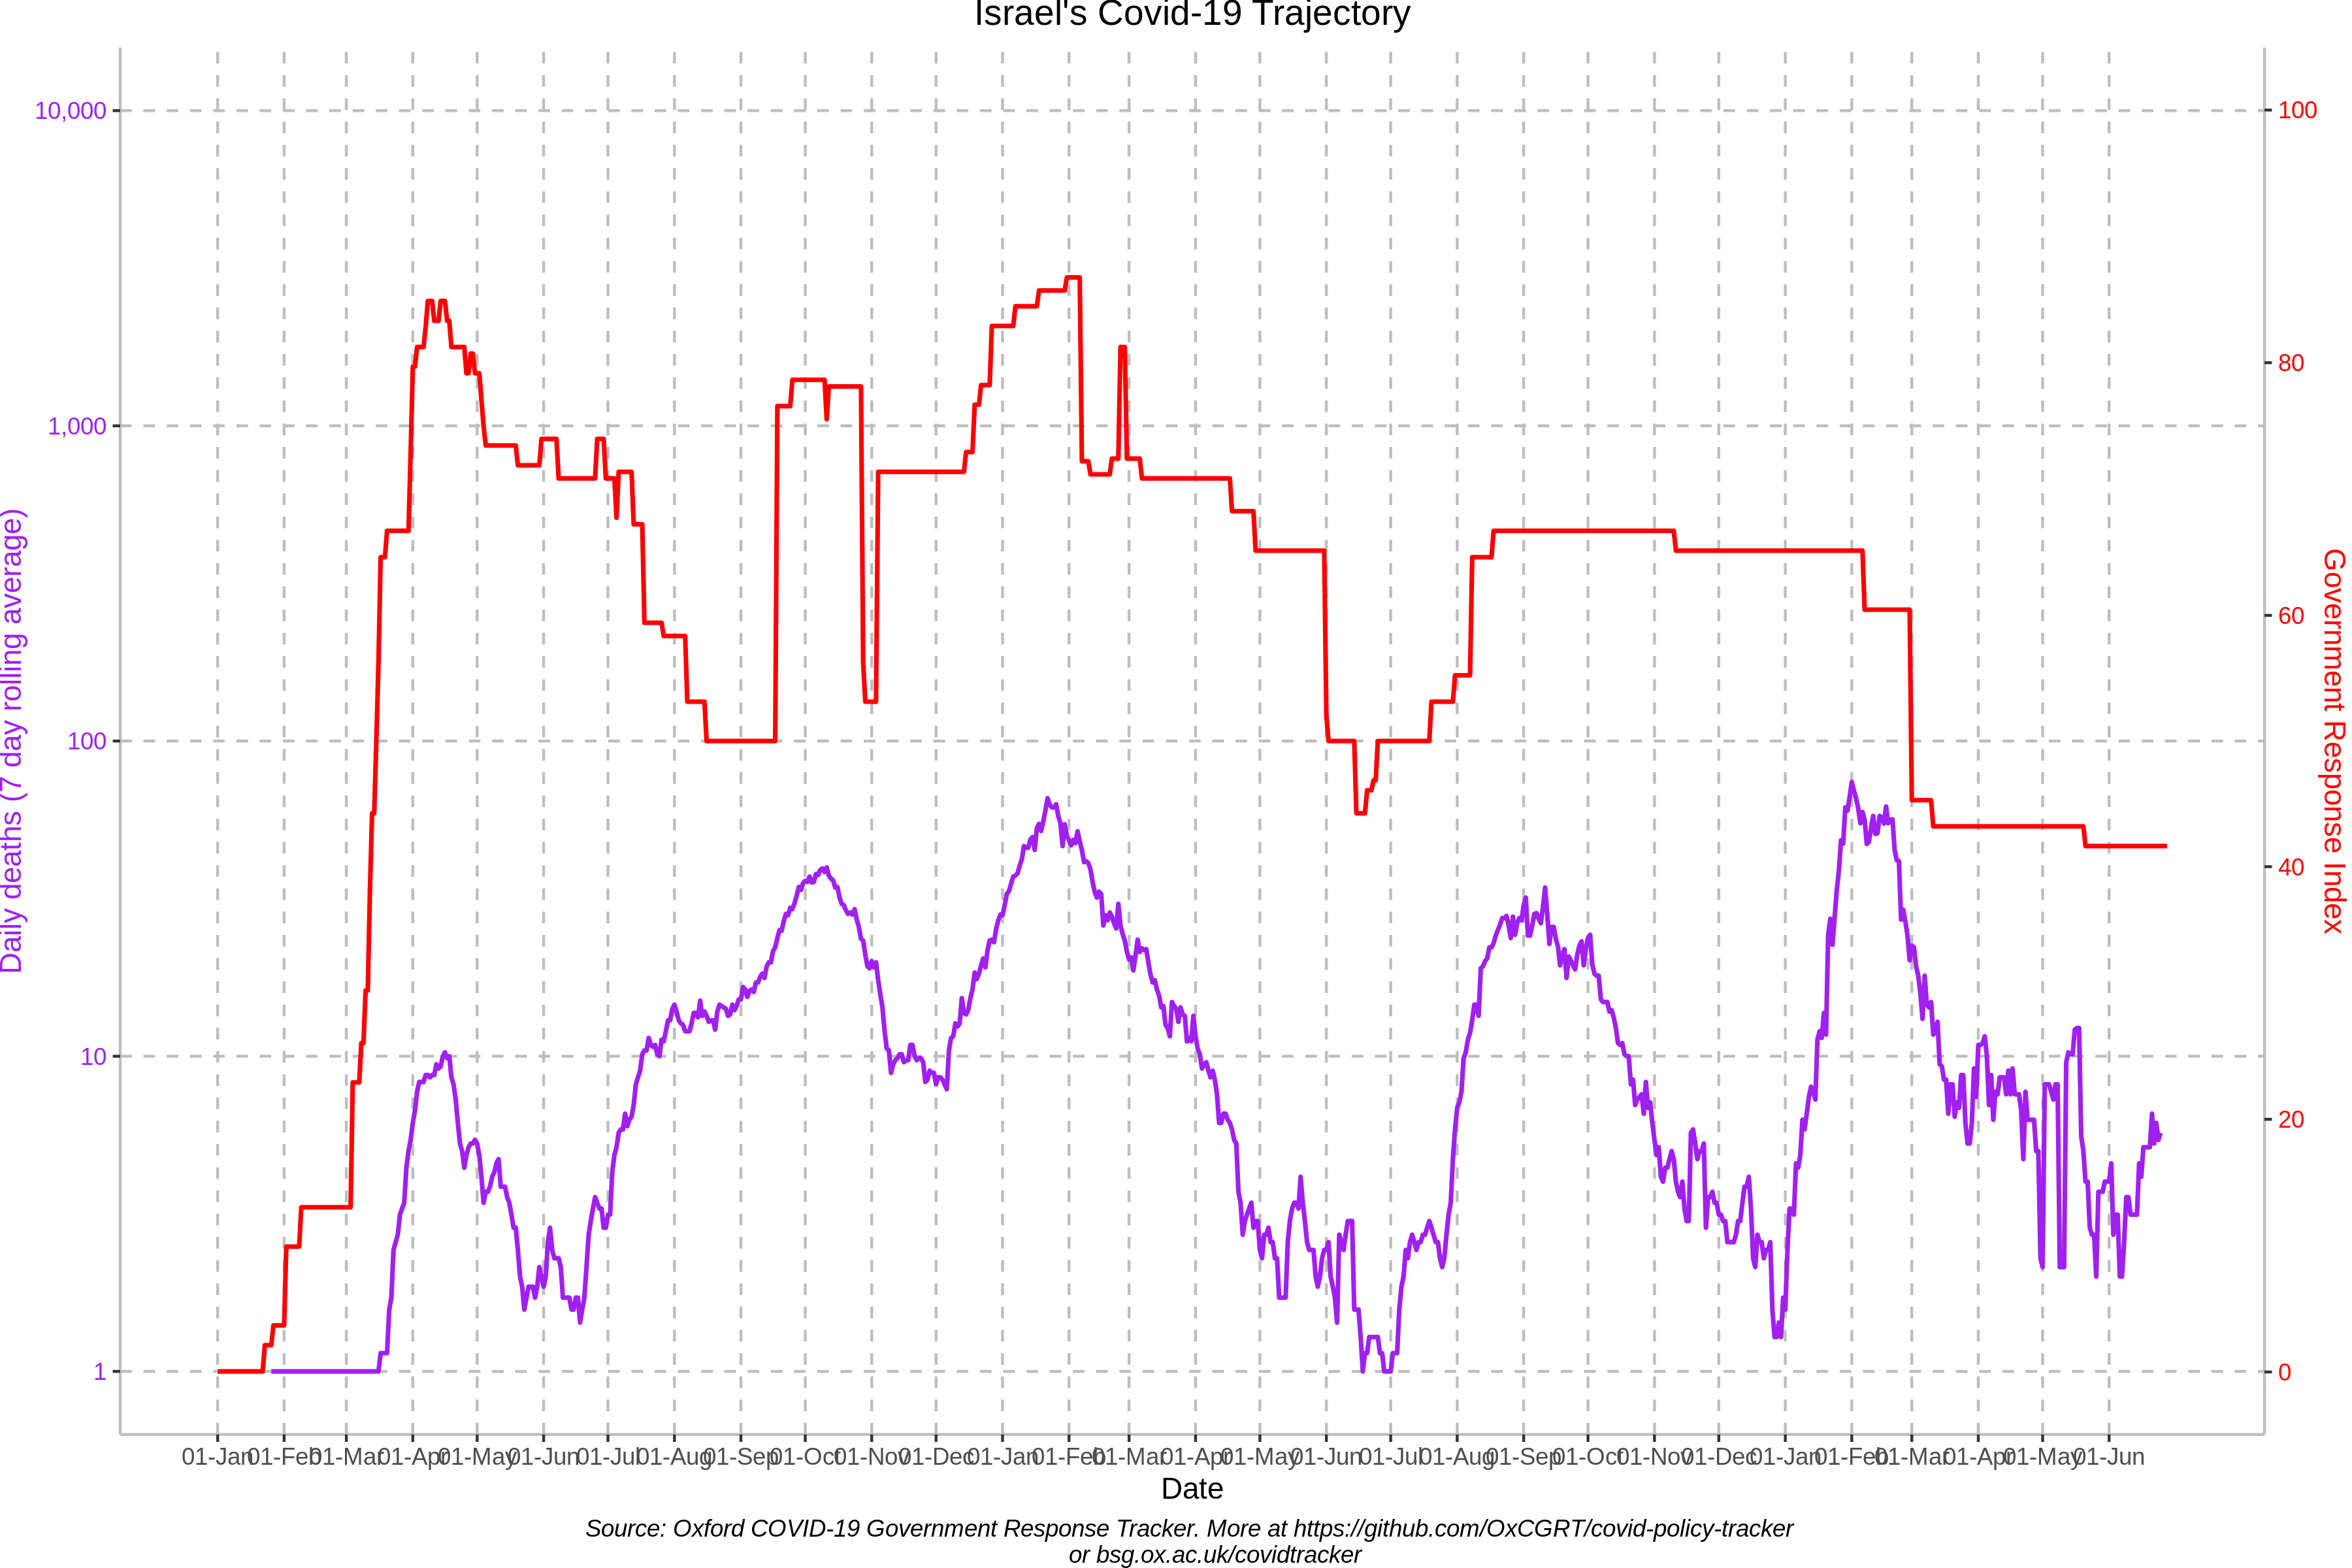 Israel's Covid-19 Trajectory
10,000
1,000
100
10
1
Daily deaths (7 day rolling average)
100
80
60
40
20
0
Government Response Index
01-Jan 01-Feb 01-Mar 01-Apr 01-May 01-Jun 01-Jul 01-Aug 01-Sep 01-Oct 01-Nov 01-Dec 01-Jan 01-Feb 01-Mar 01-Apr 01-May 01-Jun 01-Jul 01-Aug 01-Sep 01-Oct 01-Nov 01-Dec 01-Jan 01-Feb 01-Mar 01-Apr 01-May 01-Jun
Date
Source: Oxford COVID-19 Government Response Tracker. More at https://github.com/OxCGRT/covid-policy-tracker
or bsg.ox.ac.uk/covidtracker